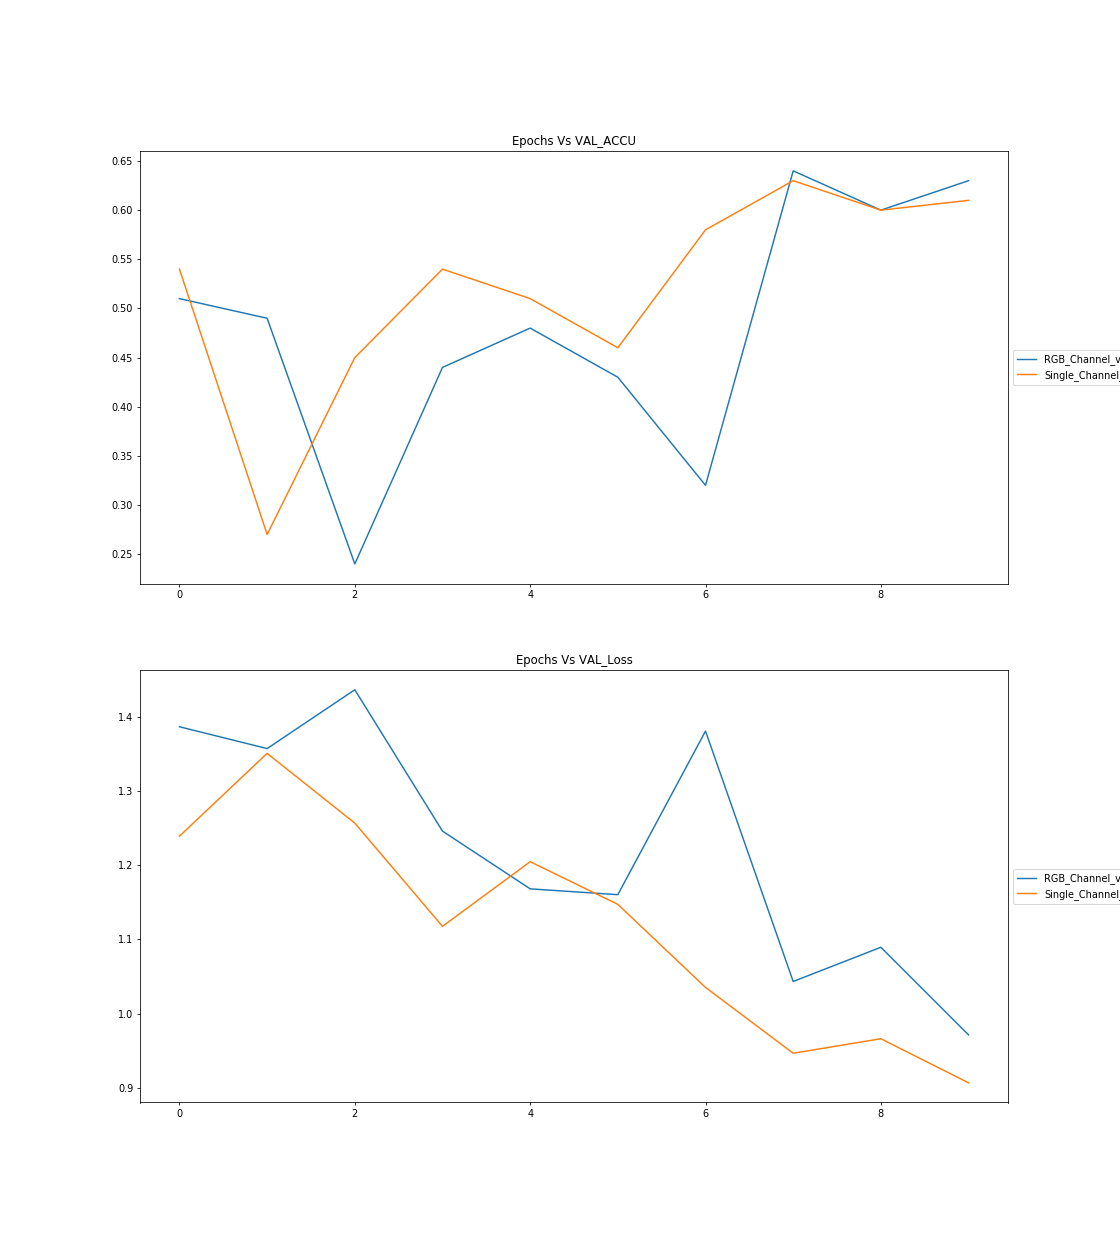 Epochs Vs VAL_ACCU
0.65
0.60
0.55
0.50
0.45
0.40
0.35
0.30
0.25
0 2 4 6 8
RGB_Channel_v
Single_Channel_
Epochs Vs VAL_Loss
1.4
1.3
1.2
1.1
1.0
0.9
0 2 4 6 8
RGB_Channel_v
Single_Channel_